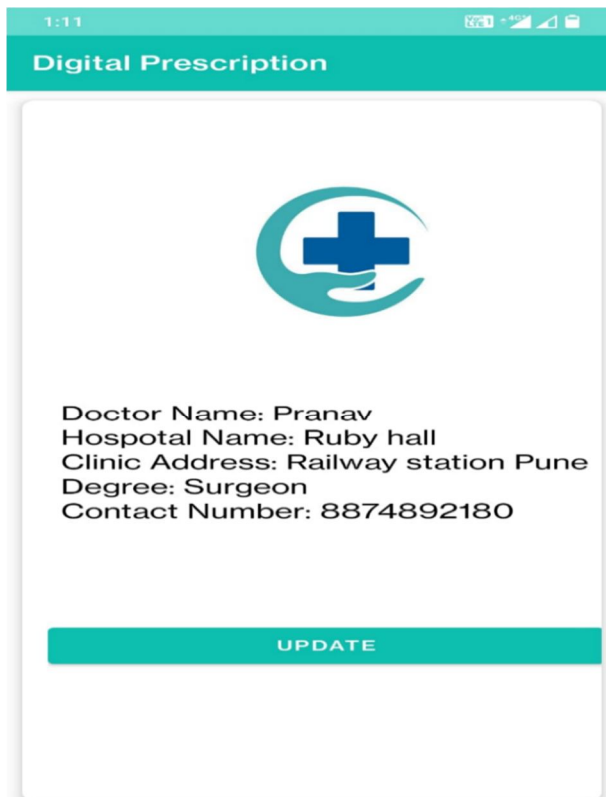 1:11
4G
Digital Prescription
Doctor Name: Pranav
Hospotal Name: Ruby hall
Clinic Address: Railway station Pune
Degree: Surgeon
Contact Number: 8874892180
UPDATE